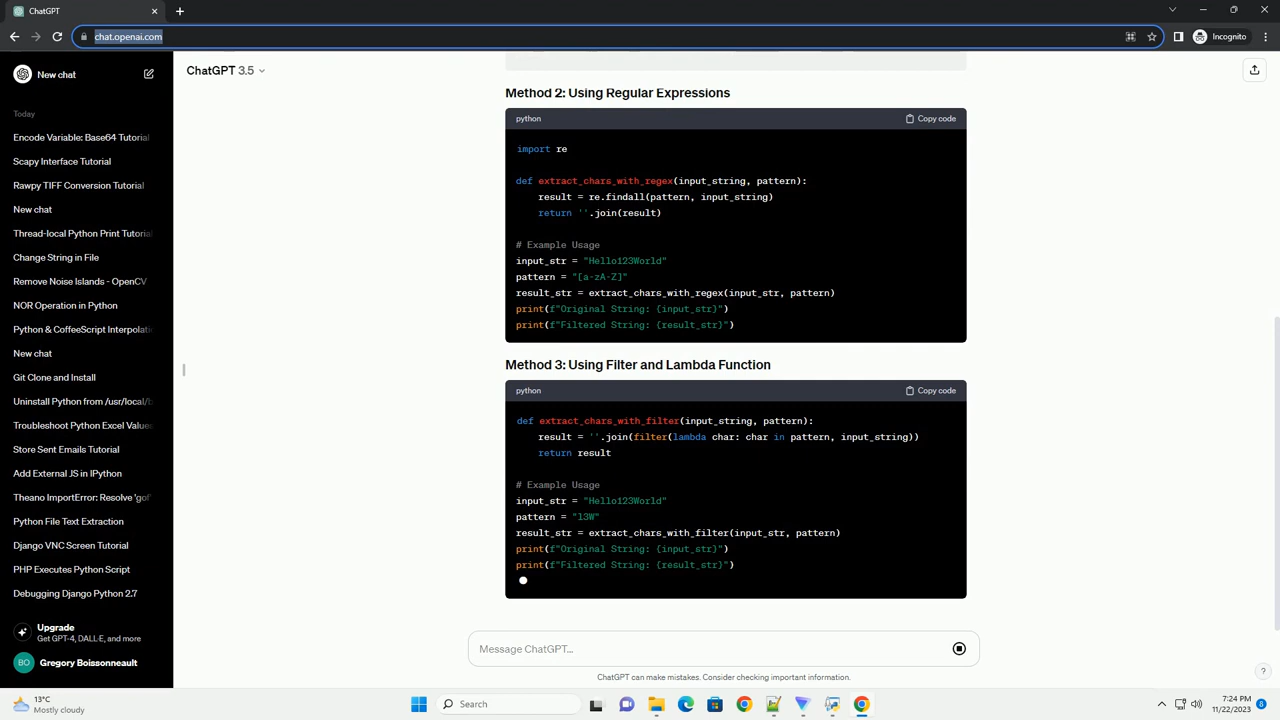 ChatGPT
chat.openai.com
Incognito
New chat
ChatGPT 3.5
Today
Encode Variable: Base64 Tutorial
Scapy Interface Tutorial
Rawpy TIFF Conversion Tutorial
New chat
Thread-local Python Print Tutorial
Change String in File
Remove Noise Islands - OpenCV
NOR Operation in Python
Python & CoffeeScript Interpolatio
New chat
Git Clone and Install
Uninstall Python from /usr/local/b
Troubleshoot Python Excel Values
Store Sent Emails Tutorial
Add External JS in IPython
Theano ImportError: Resolve 'gof'
Python File Text Extraction
Django VNC Screen Tutorial
PHP Executes Python Script
Debugging Django Python 2.7
Upgrade
Get GPT-4, DALL·E, and more
BO Gregory Boissonneault
Method 2: Using Regular Expressions
python Copy code
import re
def extract_chars_with_regex(input_string, pattern):
result = re.findall(pattern, input_string)
return ''.join(result)
# Example Usage
input_str = "Hello123World"
pattern = "[a-zA-Z]"
result_str = extract_chars_with_regex(input_str, pattern)
print(f"Original String: {input_str}")
print(f"Filtered String: {result_str}")
Method 3: Using Filter and Lambda Function
python Copy code
def extract_chars_with_filter(input_string, pattern):
result = ''.join(filter(lambda char: char in pattern, input_string))
return result
# Example Usage
input_str = "Hello123World"
pattern = "l3W"
result_str = extract_chars_with_filter(input_str, pattern)
print(f"Original String: {input_str}")
print(f"Filtered String: {result_str}")
Message ChatGPT...
ChatGPT can make mistakes. Consider checking important information.
?
13°C
Mostly cloudy
Search
7:24 PM
11/22/2023
6